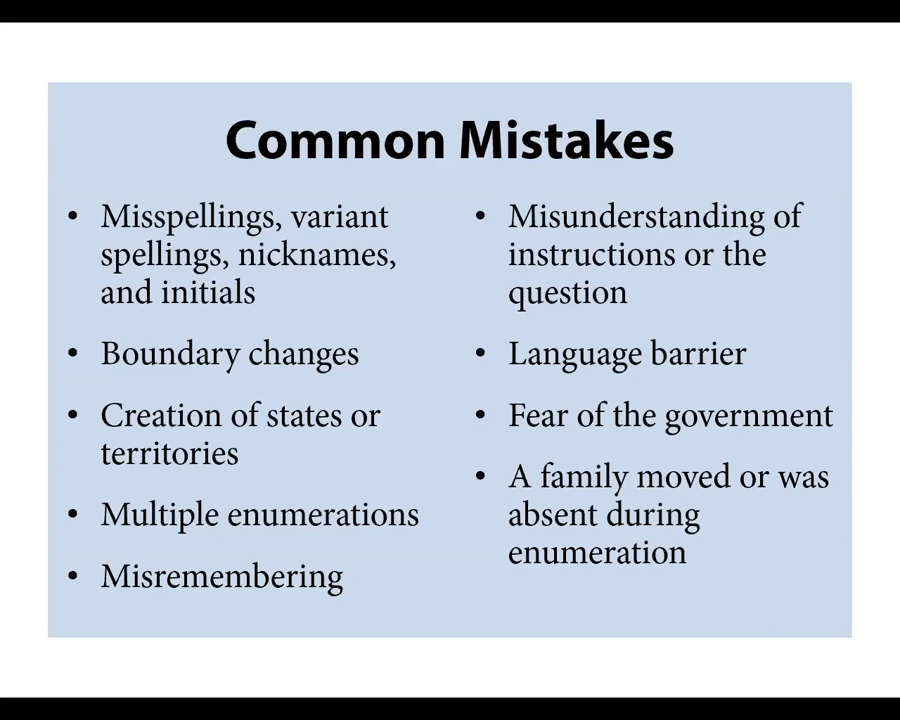 Common Mistakes
• Misspellings, variant
spellings, nicknames,
and initials
• Boundary changes
• Creation of states or
territories
• Multiple enumerations
• Misremembering
• Misunderstanding of
instructions or the
question
• Language barrier
• Fear of the government
• A family moved or was
absent during
enumeration